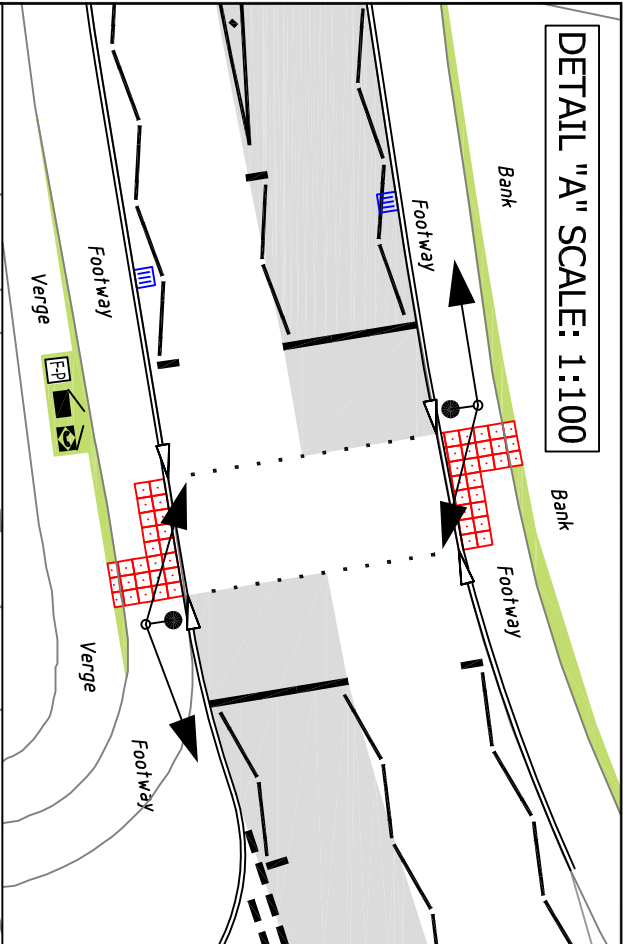 DETAIL "A" SCALE: 1:100
Bank
Footway
Bank
Footway
Footway
Verge
F-P
Verge
Footway